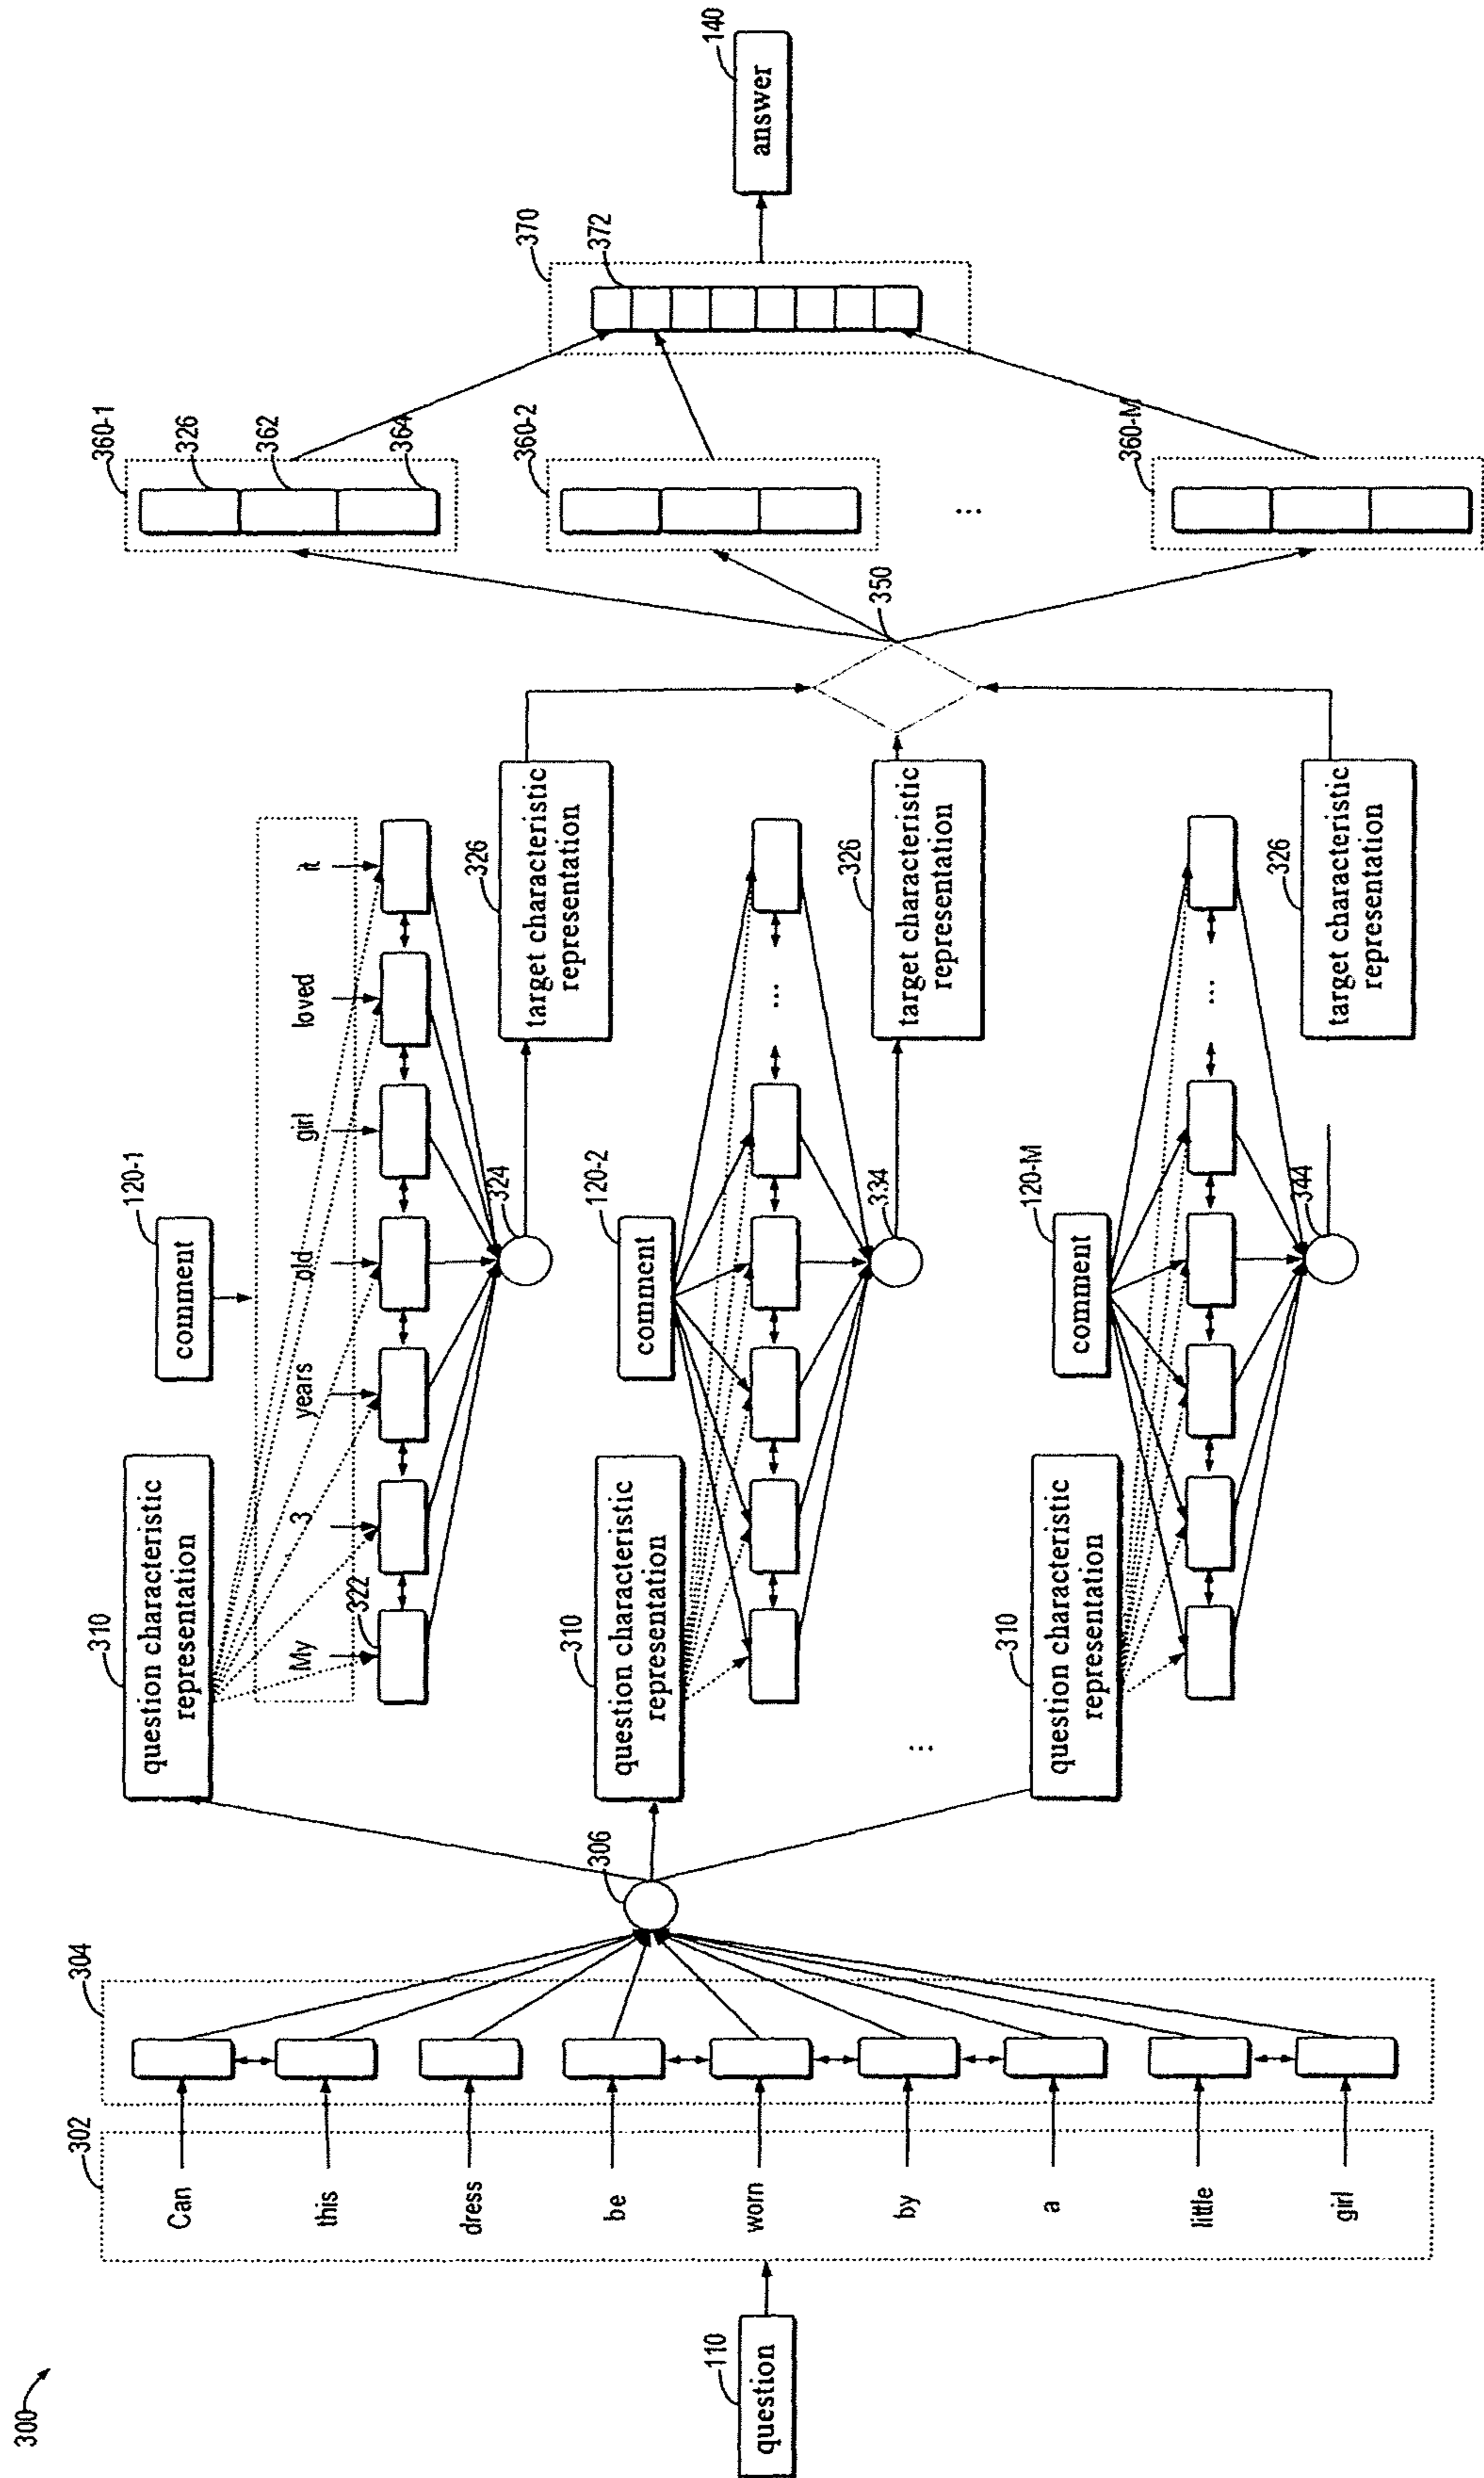 300
110
question
302
Can
this
dress
be
worn
by
a
little
girl
304
306
310
question characteristic
representation
120-1
comment
My
3
years
old
girl
loved
it
322
324
326
target characteristic
representation
310
question characteristic
representation
120-2
comment
...
334
326
target characteristic
representation
...
310
question characteristic
representation
120-M
comment
...
344
326
target characteristic
representation
350
360-1
326
362
364
360-2
...
360-M
370
372
140
answer